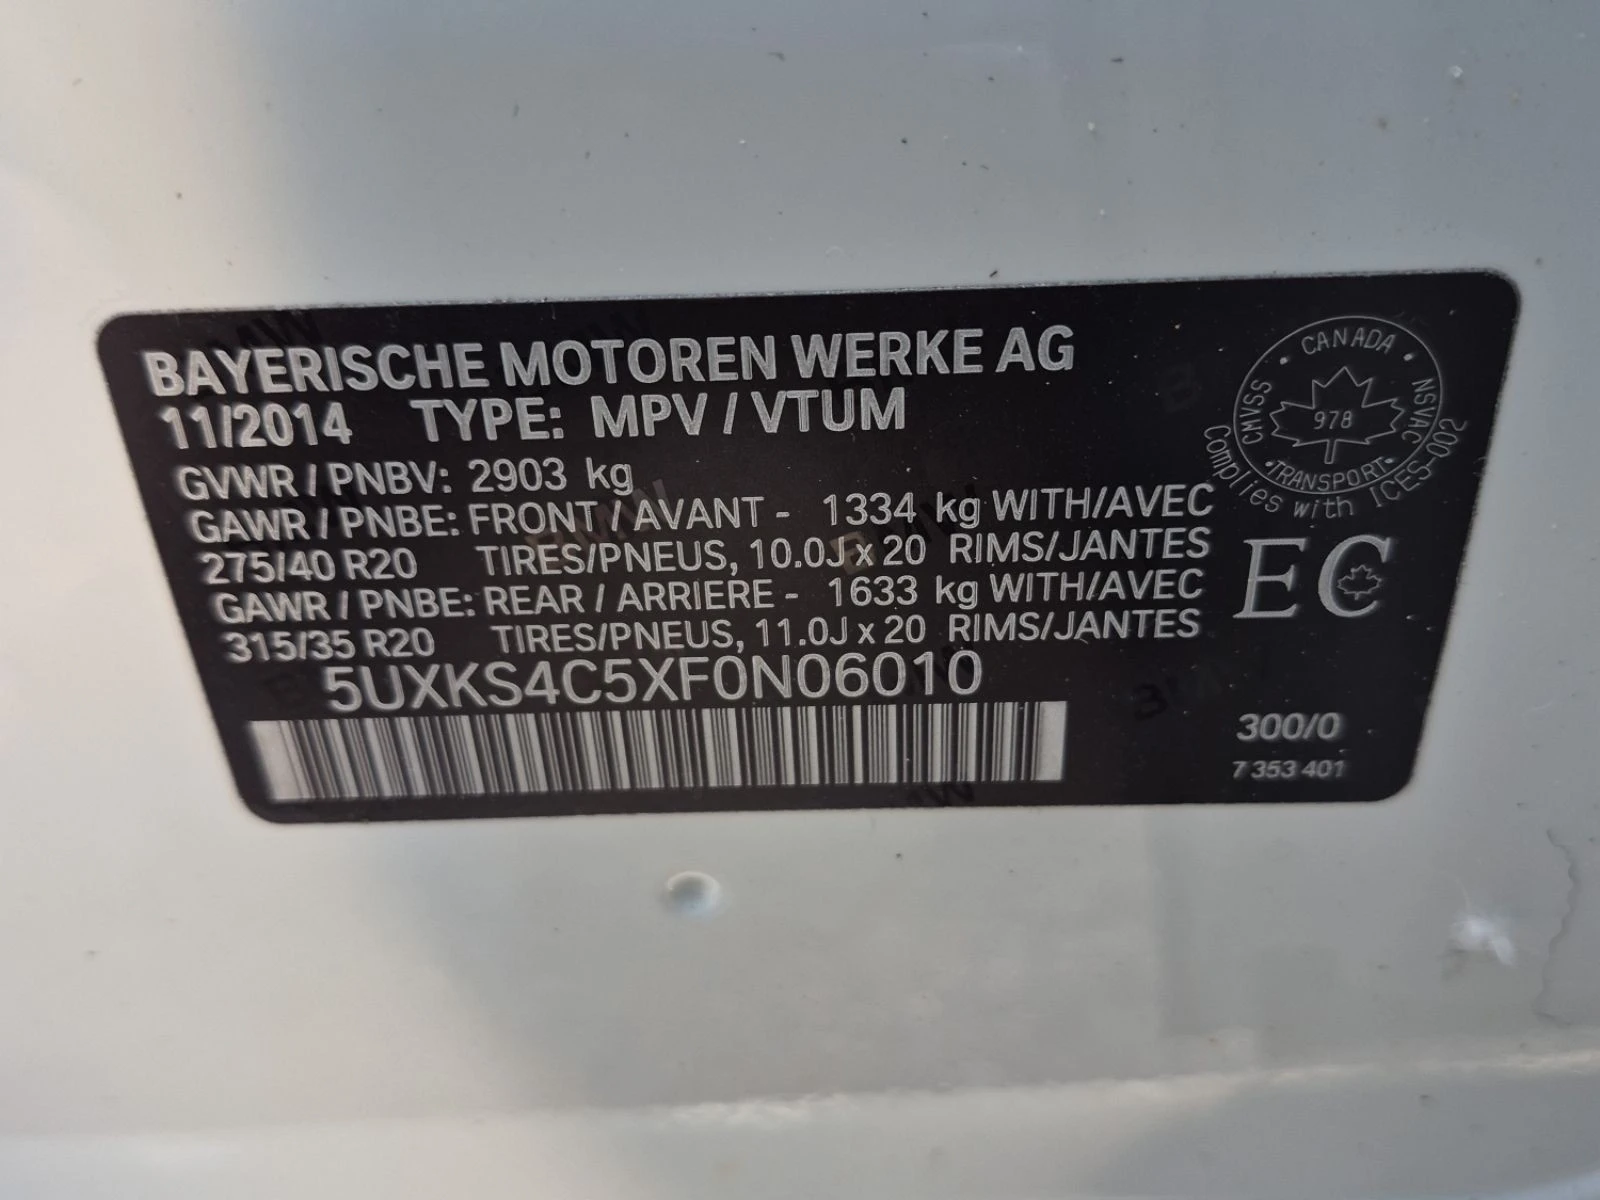 BAYERISCHE MOTOREN WERKE AG
11/2014 TYPE: MPV / VTUM
GVWR / PNBV: 2903 kg
GAWR / PNBE: FRONT / AVANT - 1334 kg WITH/AVEC
275/40 R20 TIRES/PNEUS, 10.0J x 20 RIMS/JANTES
GAWR / PNBE: REAR / ARRIERE - 1633 kg WITH/AVEC
315/35 R20 TIRES/PNEUS, 11.0J x 20 RIMS/JANTES
5UXKS4C5XF0N06010
CANADA
CMVSS
978
NSVAC
TRANSPORT
Complies with ICES-002
EC
300/0
7 353 401